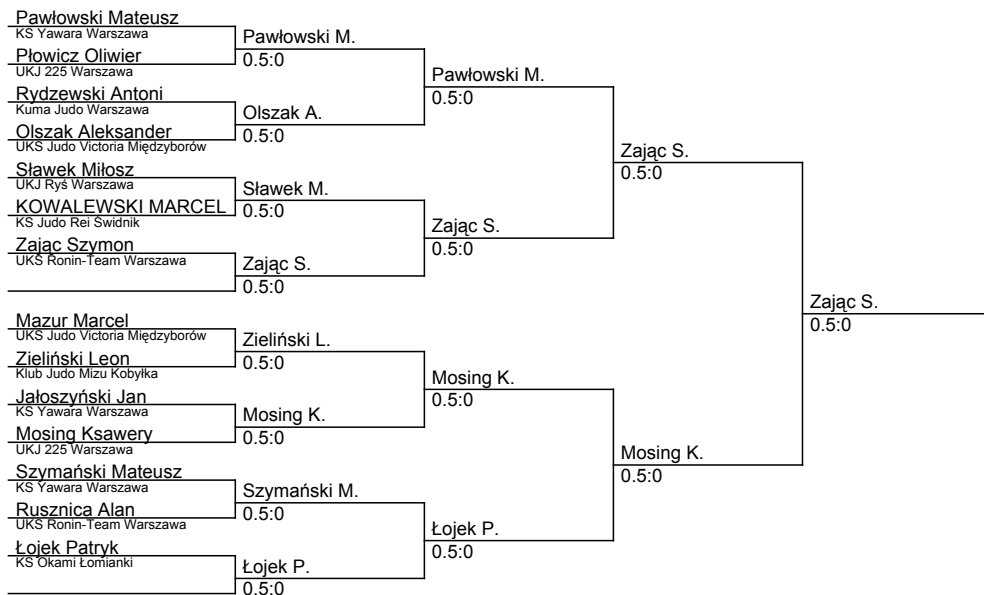 Pawłowski Mateusz
KS Yawara Warszawa
Płowicz Oliwier
UKJ 225 Warszawa
Rydzewski Antoni
Kuma Judo Warszawa
Olszak Aleksander
UKS Judo Victoria Międzyborów
Sławek Miłosz
UKJ Ryś Warszawa
KOWALEWSKI MARCEL
KS Judo Rei Świdnik
Zając Szymon
UKS Ronin-Team Warszawa
Mazur Marcel
UKS Judo Victoria Międzyborów
Zieliński Leon
Klub Judo Mizu Kobyłka
Jałoszyński Jan
KS Yawara Warszawa
Mosing Ksawery
UKJ 225 Warszawa
Szymański Mateusz
KS Yawara Warszawa
Rusznica Alan
UKS Ronin-Team Warszawa
Łojek Patryk
KS Okami Łomianki
Pawłowski M.
0.5:0
Olszak A.
0.5:0
Sławek M.
0.5:0
Zając S.
0.5:0
Zieliński L.
0.5:0
Mosing K.
0.5:0
Szymański M.
0.5:0
Łojek P.
0.5:0
Pawłowski M.
0.5:0
Zając S.
0.5:0
Mosing K.
0.5:0
Łojek P.
0.5:0
Zając S.
0.5:0
Mosing K.
0.5:0
Zając S.
0.5:0